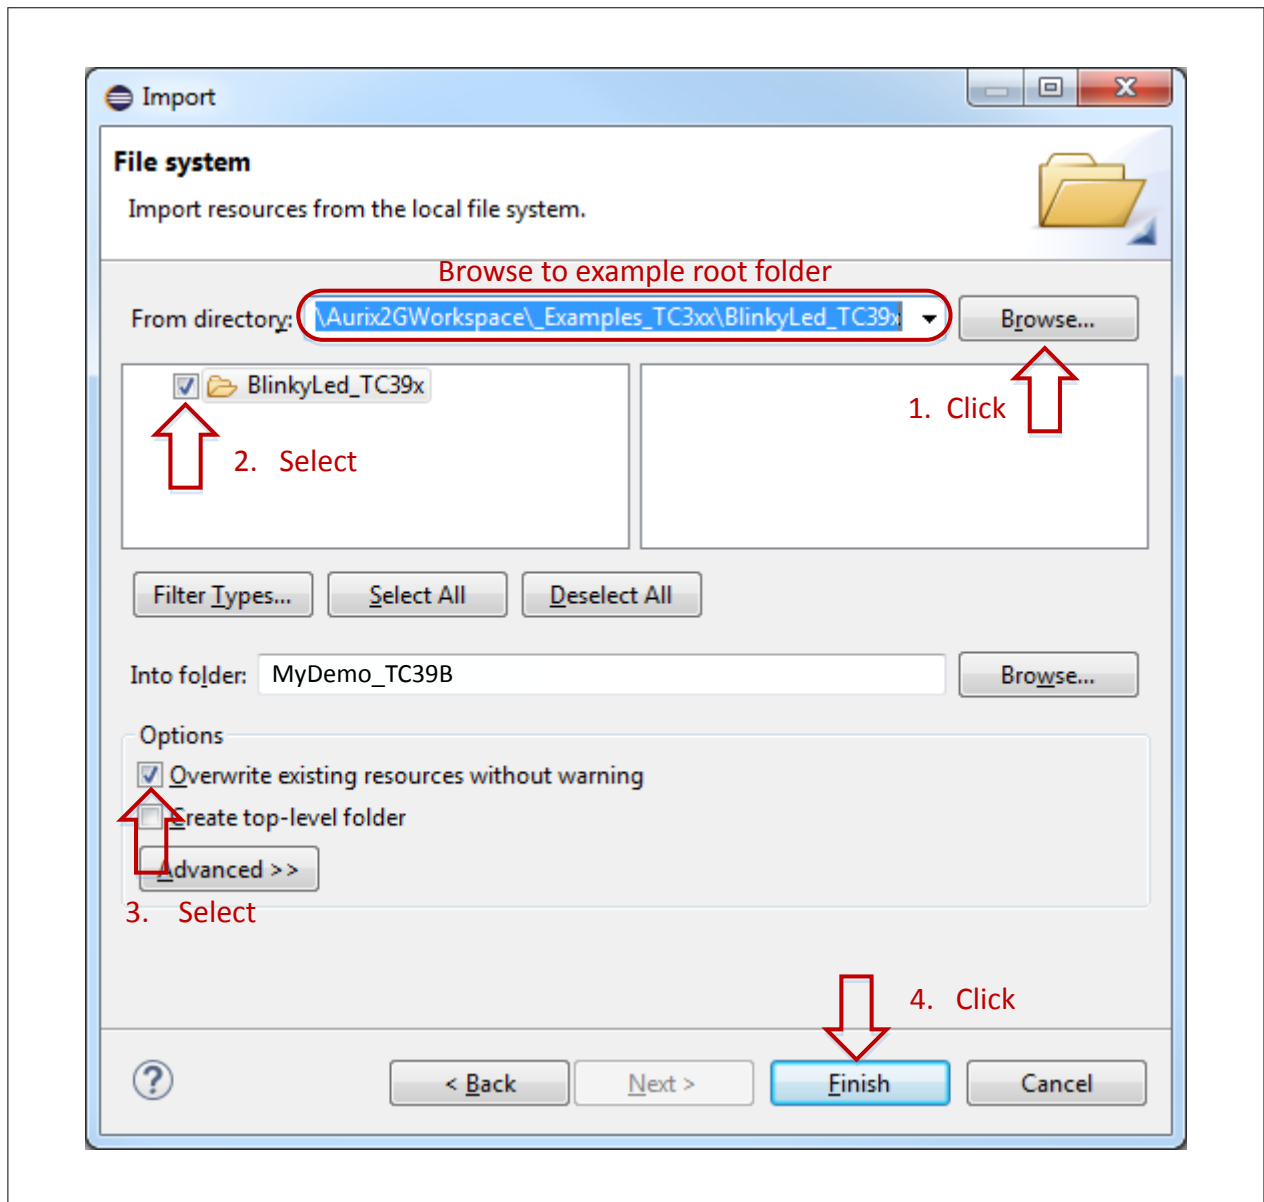 Import
File system
Import resources from the local file system.
Browse to example root folder
From directory: \Aurix2GWorkspace\_Examples_TC3xx\BlinkyLed_TC39x Browse...
BlinkyLed_TC39x
1. Click
2. Select
Filter Types... Select All Deselect All
Into folder: MyDemo_TC39B Browse...
Options
Overwrite existing resources without warning
Create top-level folder
Advanced >>
3. Select
4. Click
? < Back Next > Finish Cancel